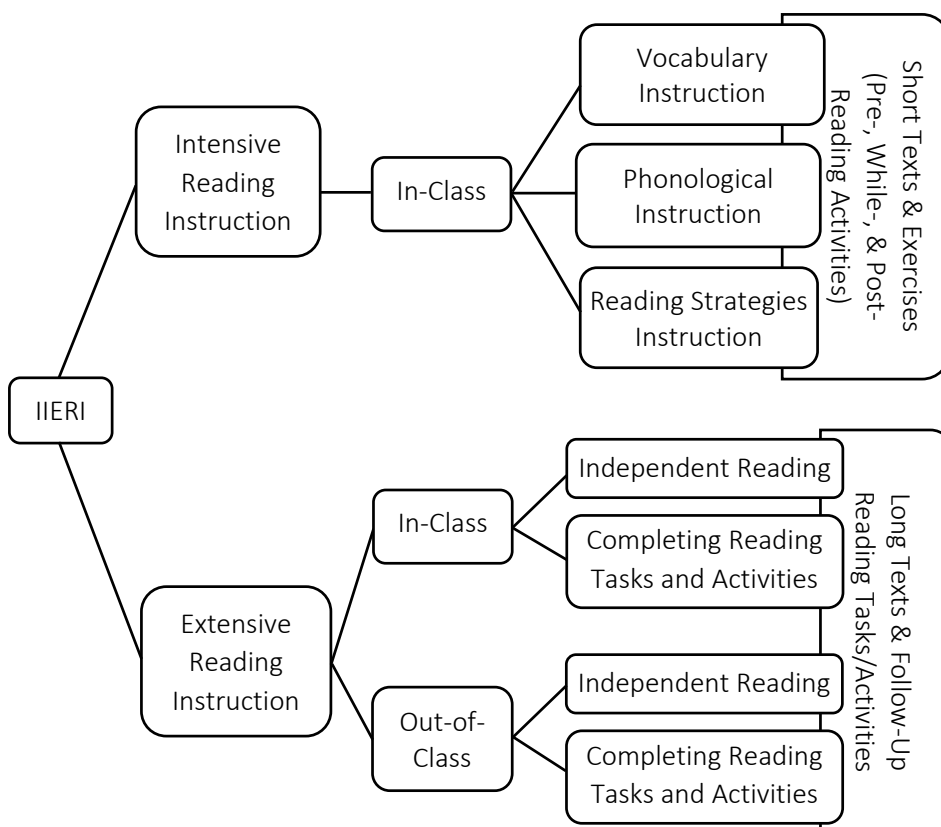 IIERI
Intensive
Reading
Instruction
In-Class
Vocabulary
Instruction
Phonological
Instruction
Reading Strategies
Instruction
Short Texts & Exercises
(Pre-, While-, & Post-
Reading Activities)
Extensive
Reading
Instruction
In-Class
Independent Reading
Completing Reading
Tasks and Activities
Out-of-
Class
Independent Reading
Completing Reading
Tasks and Activities
Long Texts & Follow-Up
Reading Tasks/Activities